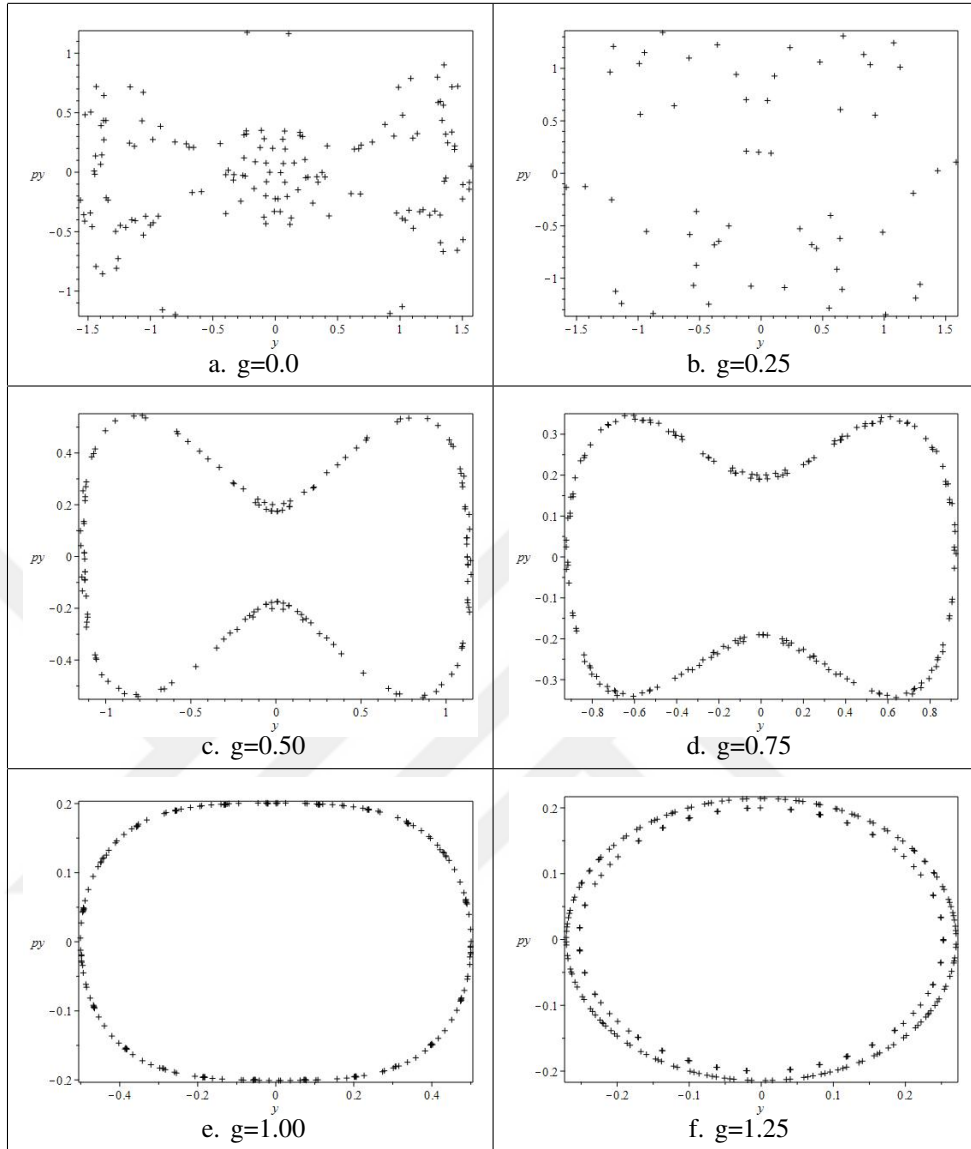 1
0.5
py 0
−0.5
−1
−1.5 −1 −0.5 0 0.5 1 1.5
y
a. g=0.0
1
0.5
py 0
−0.5
−1
−1.5 −1 −0.5 0 0.5 1 1.5
y
b. g=0.25
0.4
0.2
py 0
−0.2
−0.4
−1 −0.5 0 0.5 1
y
c. g=0.50
0.3
0.2
0.1
py 0
−0.1
−0.2
−0.3
−0.8 −0.6 −0.4 −0.2 0 0.2 0.4 0.6 0.8
y
d. g=0.75
0.2
0.1
py 0
−0.1
−0.2
−0.4 −0.2 0 0.2 0.4
y
e. g=1.00
0.2
0.1
py 0
−0.1
−0.2
−0.2 −0.1 0 0.1 0.2
y
f. g=1.25